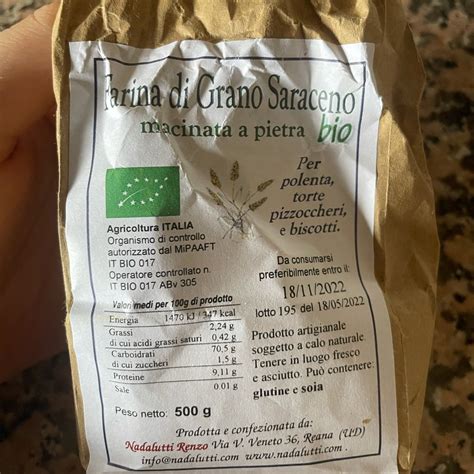 Farina di Grano Saraceno
macinata a pietra bio
Per
polenta,
torte
pizzoccheri,
e biscotti.
Agricoltura ITALIA
Organismo di controllo
autorizzato dal MiPAAFT
IT BIO 017
Operatore controllato n.
IT BIO 017 ABv 305
Da consumarsi
preferibilmente entro il:
18/11/2022
lotto 195 del 18/05/2022
Valori medi per 100g di prodotto
Energia 1470 kJ / 347 kcal
Grassi 2,24 g
di cui acidi grassi saturi 0,42 g
Carboidrati 70,5 g
di cui zuccheri 1,5 g
Proteine 9,11 g
Sale 0.01 g
Prodotto artigianale
soggetto a calo naturale.
Tenere in luogo fresco
e asciutto. Può contenere:
glutine e soia
Peso netto: 500 g
Prodotta e confezionata da:
Nadalutti Renzo Via V. Veneto 36, Reana (UD)
info@nadalutti.com www.nadalutti.com